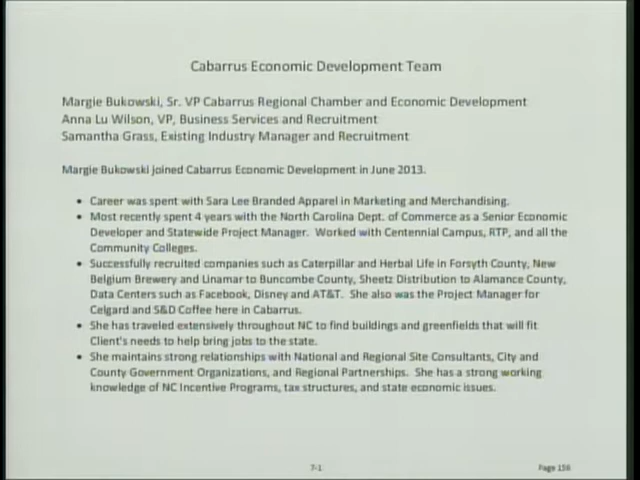 Cabarrus Economic Development Team
Margie Bukowski, Sr. VP Cabarrus Regional Chamber and Economic Development
Anna Lu Wilson, VP, Business Services and Recruitment
Samantha Grass, Existing Industry Manager and Recruitment
Margie Bukowski joined Cabarrus Economic Development in June 2013.
• Career was spent with Sara Lee Branded Apparel in Marketing and Merchandising.
• Most recently spent 4 years with the North Carolina Dept. of Commerce as a Senior Economic
Developer and Statewide Project Manager. Worked with Centennial Campus, RTP, and all the
Community Colleges.
• Successfully recruited companies such as Caterpillar and Herbal Life in Forsyth County, New
Belgium Brewery and Linamar to Buncombe County, Sheetz Distribution to Alamance County,
Data Centers such as Facebook, Disney and AT&T. She also was the Project Manager for
Celgard and S&D Coffee here in Cabarrus.
• She has traveled extensively throughout NC to find buildings and greenfields that will fit
Client's needs to help bring jobs to the state.
• She maintains strong relationships with National and Regional Site Consultants, City and
County Government Organizations, and Regional Partnerships. She has a strong working
knowledge of NC Incentive Programs, tax structures, and state economic issues.
7-1
Page 156